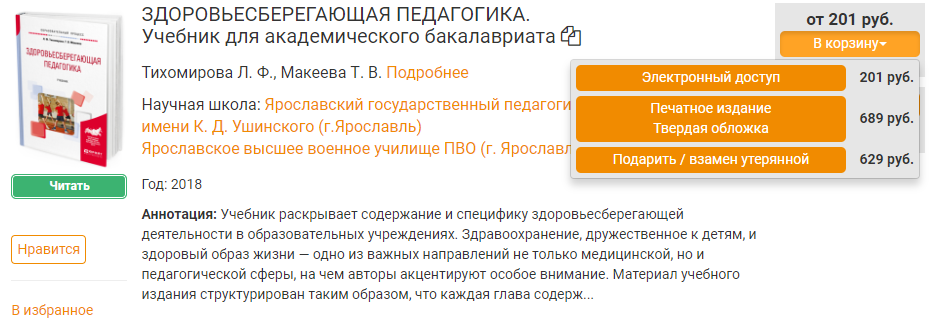 ЗДОРОВЬЕСБЕРЕГАЮЩАЯ ПЕДАГОГИКА.
Учебник для академического бакалавриата
Тихомирова Л. Ф., Макеева Т. В. Подробнее
Научная школа: Ярославский государственный педагоги
имени К. Д. Ушинского (г.Ярославль)
Ярославское высшее военное училище ПВО (г. Ярославл
Год: 2018
Аннотация: Учебник раскрывает содержание и специфику здоровьесберегающей
деятельности в образовательных учреждениях. Здравоохранение, дружественное к детям, и
здоровый образ жизни — одно из важных направлений не только медицинской, но и
педагогической сферы, на чем авторы акцентируют особое внимание. Материал учебного
издания структурирован таким образом, что каждая глава содерж...
ЗДОРОВЬЕСБЕРЕГАЮЩАЯ
ПЕДАГОГИКА
Читать
Нравится
В избранное
от 201 руб.
В корзину
Электронный доступ 201 руб.
Печатное издание
Твердая обложка 689 руб.
Подарить / взамен утерянной 629 руб.